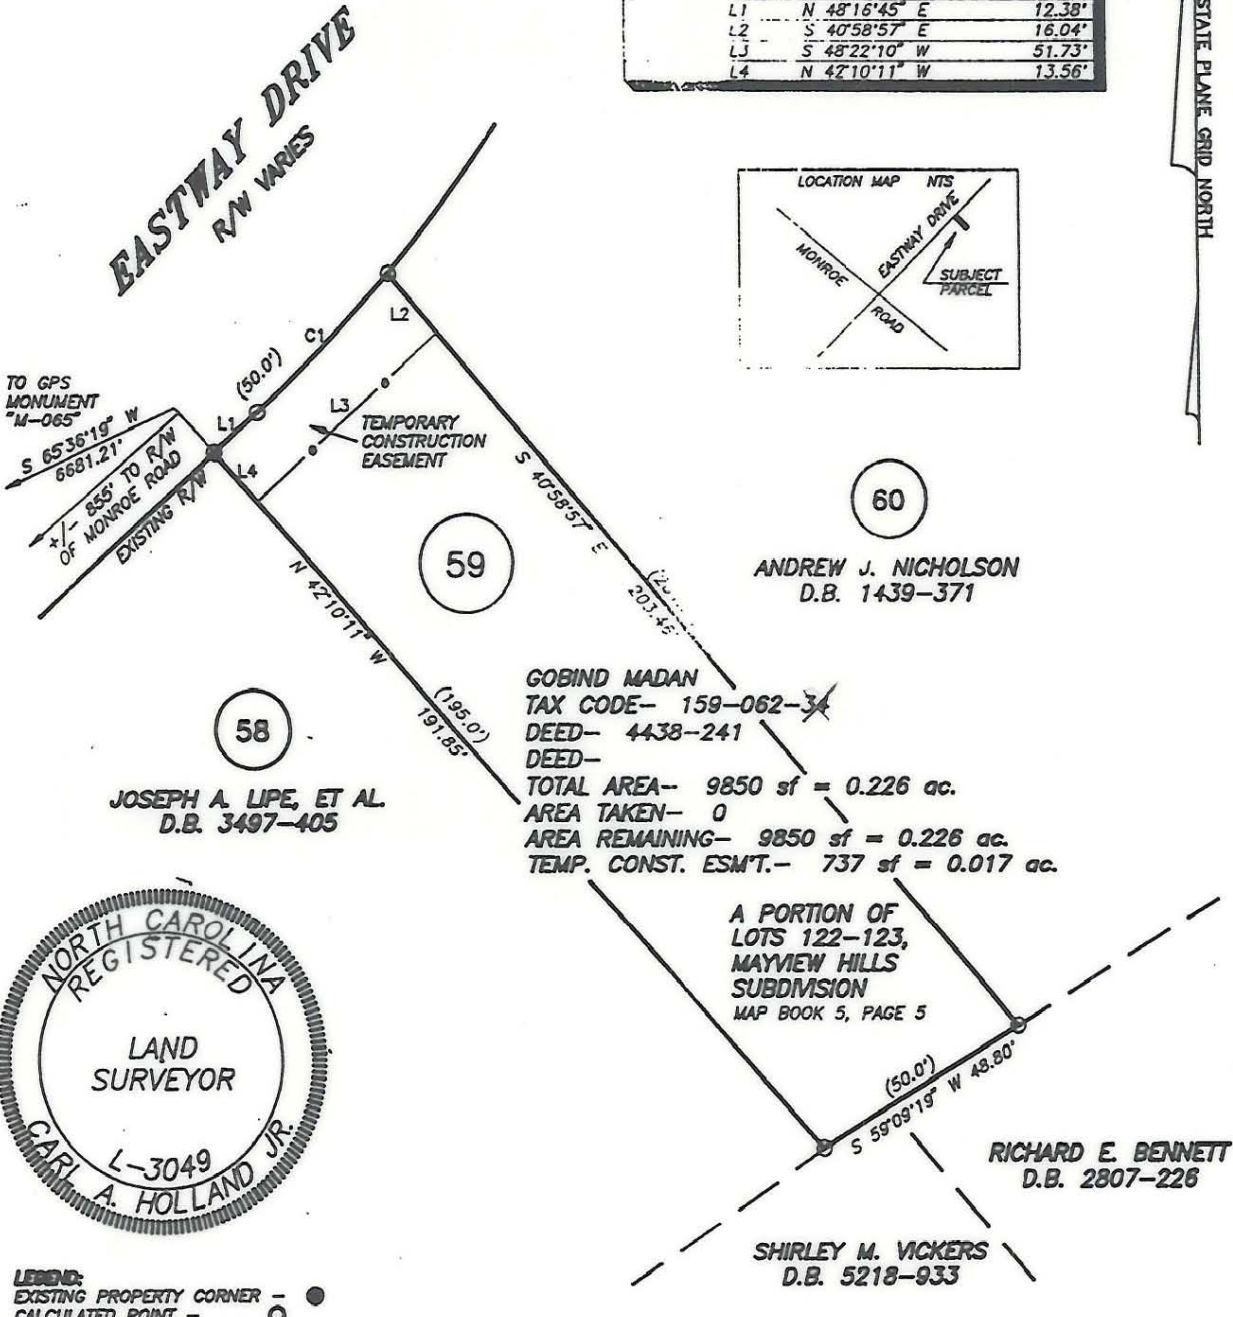 L1 N 48°16'45" E 12.38'
L2 S 40°58'57" E 16.04'
L3 S 48°22'10" W 51.73'
L4 N 42°10'11" W 13.56'
STATE PLANE GRID NORTH
EASTWAY DRIVE
R/W VARIES
LOCATION MAP NTS
EASTWAY DRIVE
MONROE
ROAD
SUBJECT
PARCEL
L2
C1
(50.0')
L1
L3
L4
TO GPS
MONUMENT
"M-065"
S 65°36'19" W
6681.21'
+/- 855' TO R/W
OF MONROE ROAD
EXISTING R/W
TEMPORARY
CONSTRUCTION
EASEMENT
S 40°58'57" E
203.45'
60
ANDREW J. NICHOLSON
D.B. 1439-371
59
N 42°10'11" W
(195.0')
191.85'
58
JOSEPH A. LIPE, ET AL.
D.B. 3497-405
GOBIND MADAN
TAX CODE- 159-062-34
DEED- 4438-241
DEED-
TOTAL AREA- 9850 sf = 0.226 ac.
AREA TAKEN- 0
AREA REMAINING- 9850 sf = 0.226 ac.
TEMP. CONST. ESM'T.- 737 sf = 0.017 ac.
A PORTION OF
LOTS 122-123,
MAYVIEW HILLS
SUBDIVISION
MAP BOOK 5, PAGE 5
(50.0')
S 59°09'19" W 48.80'
RICHARD E. BENNETT
D.B. 2807-226
SHIRLEY M. VICKERS
D.B. 5218-933
NORTH CAROLINA
REGISTERED
LAND
SURVEYOR
L-3049
CARL A. HOLLAND JR.
LEGEND:
EXISTING PROPERTY CORNER -
CALCULATED POINT -